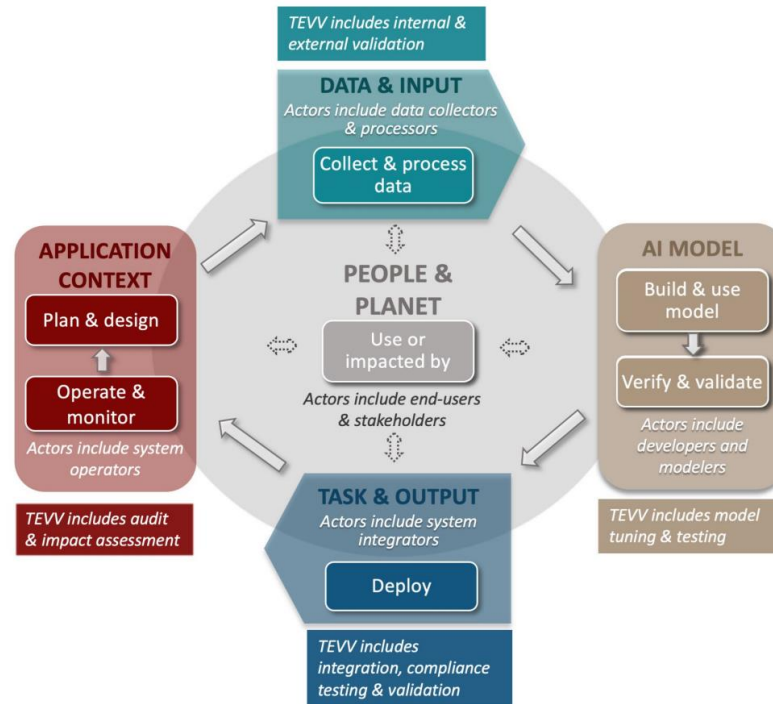 TEVV includes internal &
external validation
DATA & INPUT
Actors include data collectors
& processors
Collect & process
data
APPLICATION
CONTEXT
Plan & design
Operate &
monitor
Actors include system
operators
TEVV includes audit
& impact assessment
PEOPLE &
PLANET
Use or
impacted by
Actors include end-users
& stakeholders
AI MODEL
Build & use
model
Verify & validate
Actors include
developers and
modelers
TEVV includes model
tuning & testing
TASK & OUTPUT
Actors include system
integrators
Deploy
TEVV includes
integration, compliance
testing & validation